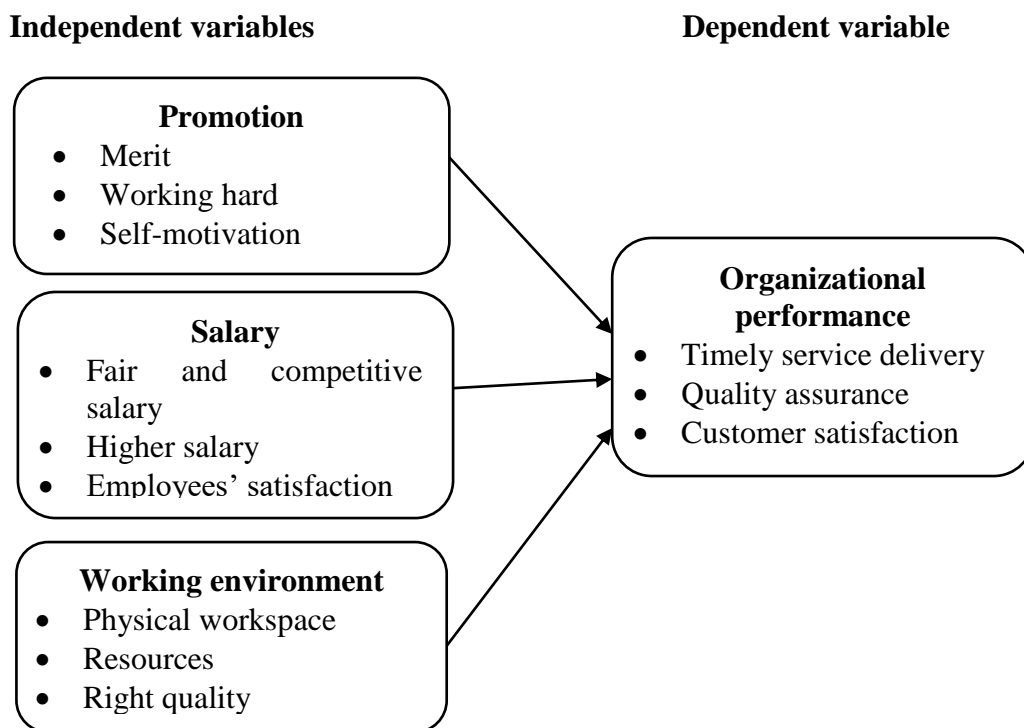 Independent variables
Dependent variable
Promotion
• Merit
• Working hard
• Self-motivation
Salary
• Fair and competitive
salary
• Higher salary
• Employees’ satisfaction
Working environment
• Physical workspace
• Resources
• Right quality
Organizational
performance
• Timely service delivery
• Quality assurance
• Customer satisfaction